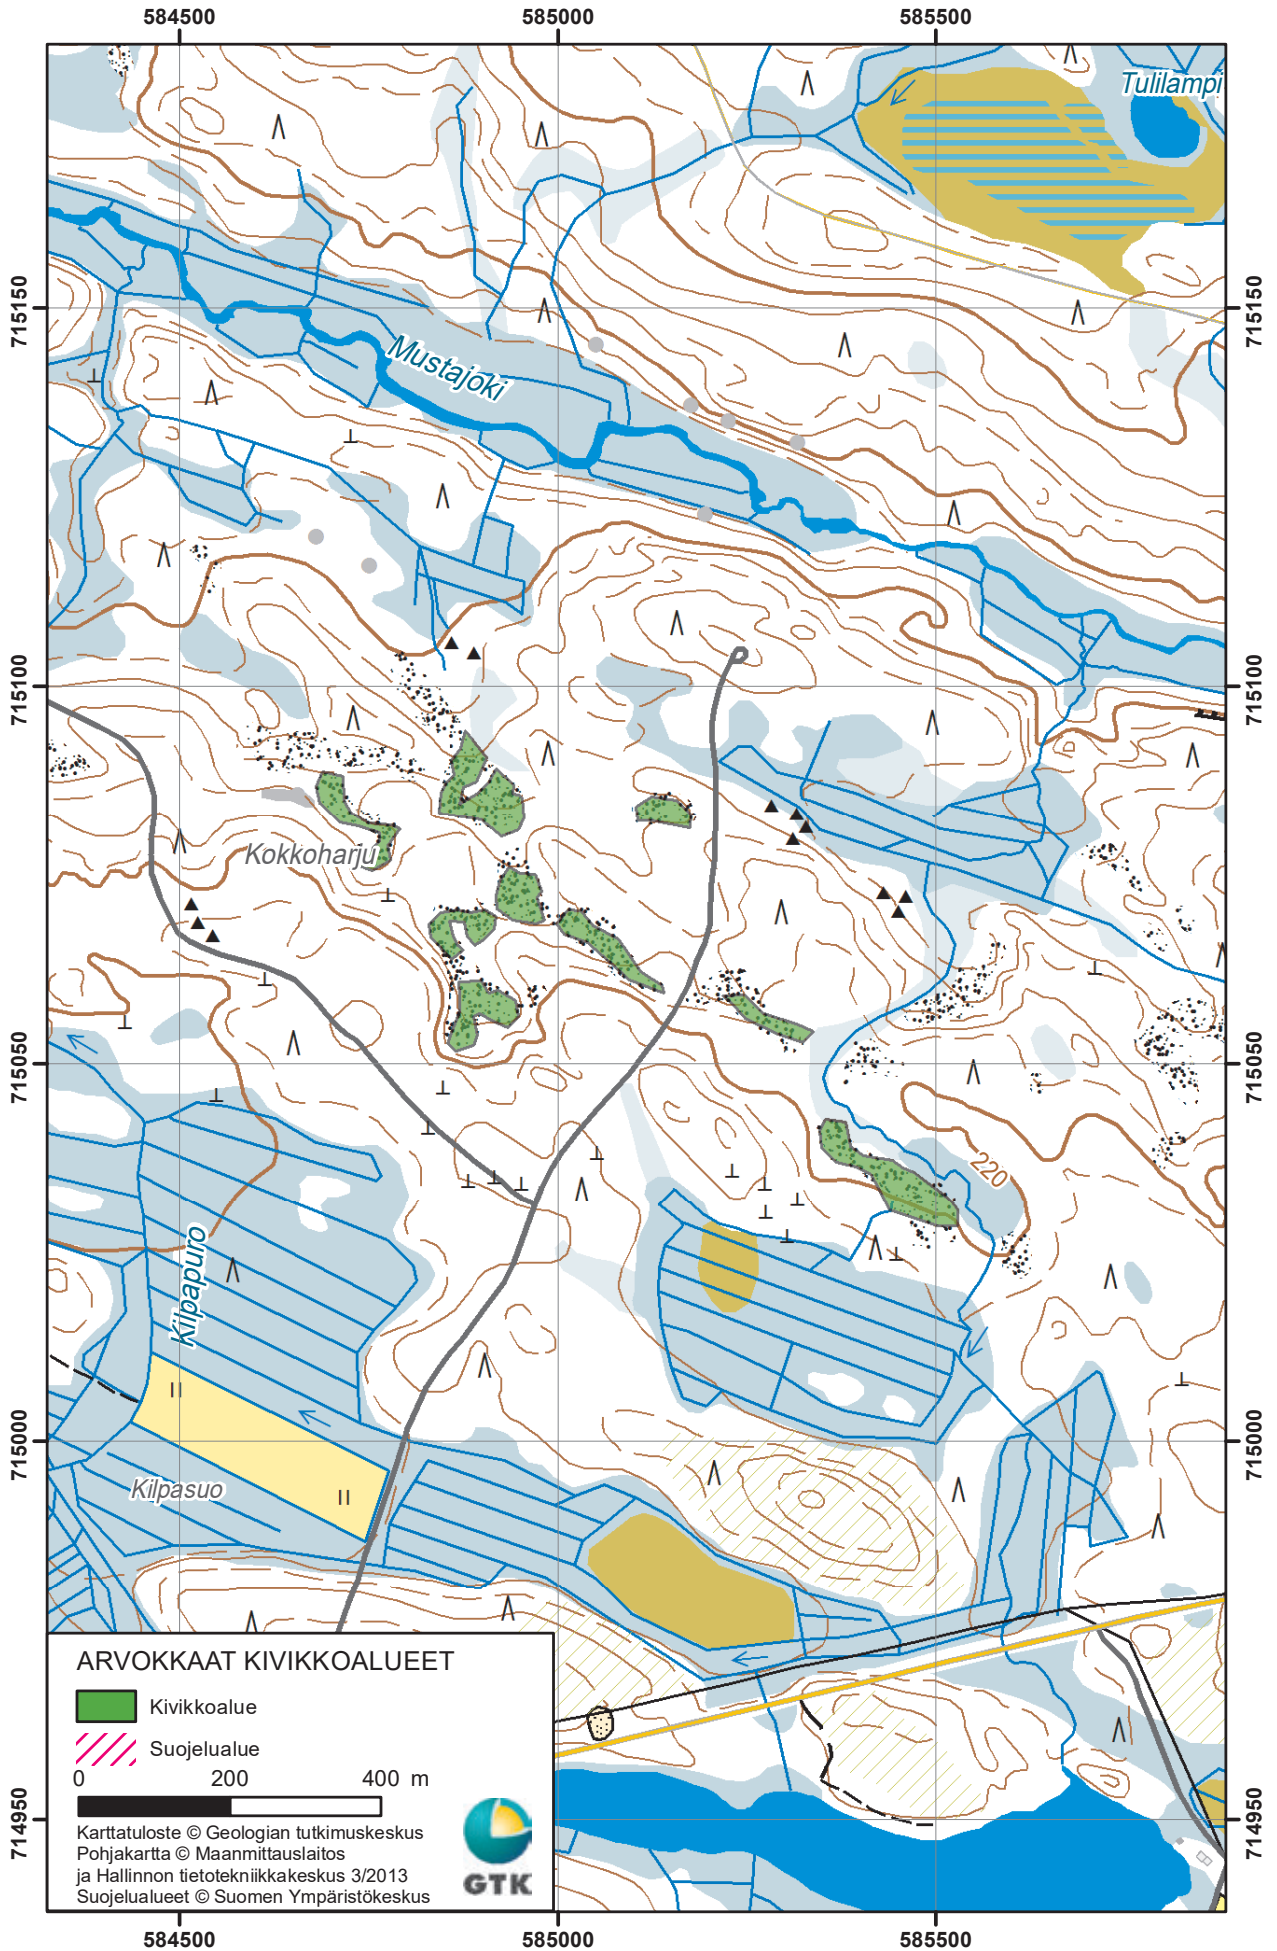 584500
585000
585500
Tulilampi
715150
715150
Mustajoki
715100
715100
Kokkoharju
715050
715050
220
Kilpapuro
715000
715000
Kilpasuo
ARVOKKAAT KIVIKKOALUEET
Kivikkoalue
Suojelualue
0 200 400 m
Karttatuloste © Geologian tutkimuskeskus
Pohjakartta © Maanmittauslaitos
ja Hallinnon tietotekniikkakeskus 3/2013
Suojelualueet © Suomen Ympäristökeskus
GTK
714950
714950
584500
585000
585500